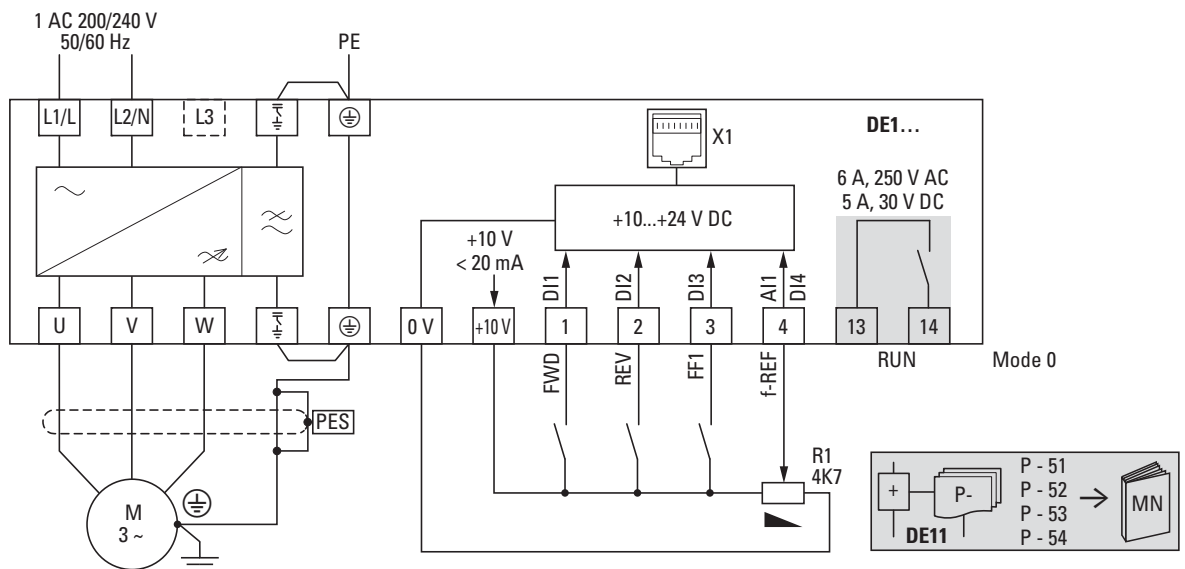 1 AC 200/240 V
50/60 Hz
PE
L1/L
L2/N
L3
X1
DE1...
6 A, 250 V AC
5 A, 30 V DC
+10...+24 V DC
+10 V
< 20 mA
DI1
DI2
DI3
AI1
DI4
U
V
W
0 V
+10 V
1
2
3
4
13
14
FWD
REV
FF1
f-REF
RUN
Mode 0
PES
R1
4K7
M
3 ~
+
P-
DE11
P - 51
P - 52
P - 53
P - 54
MN